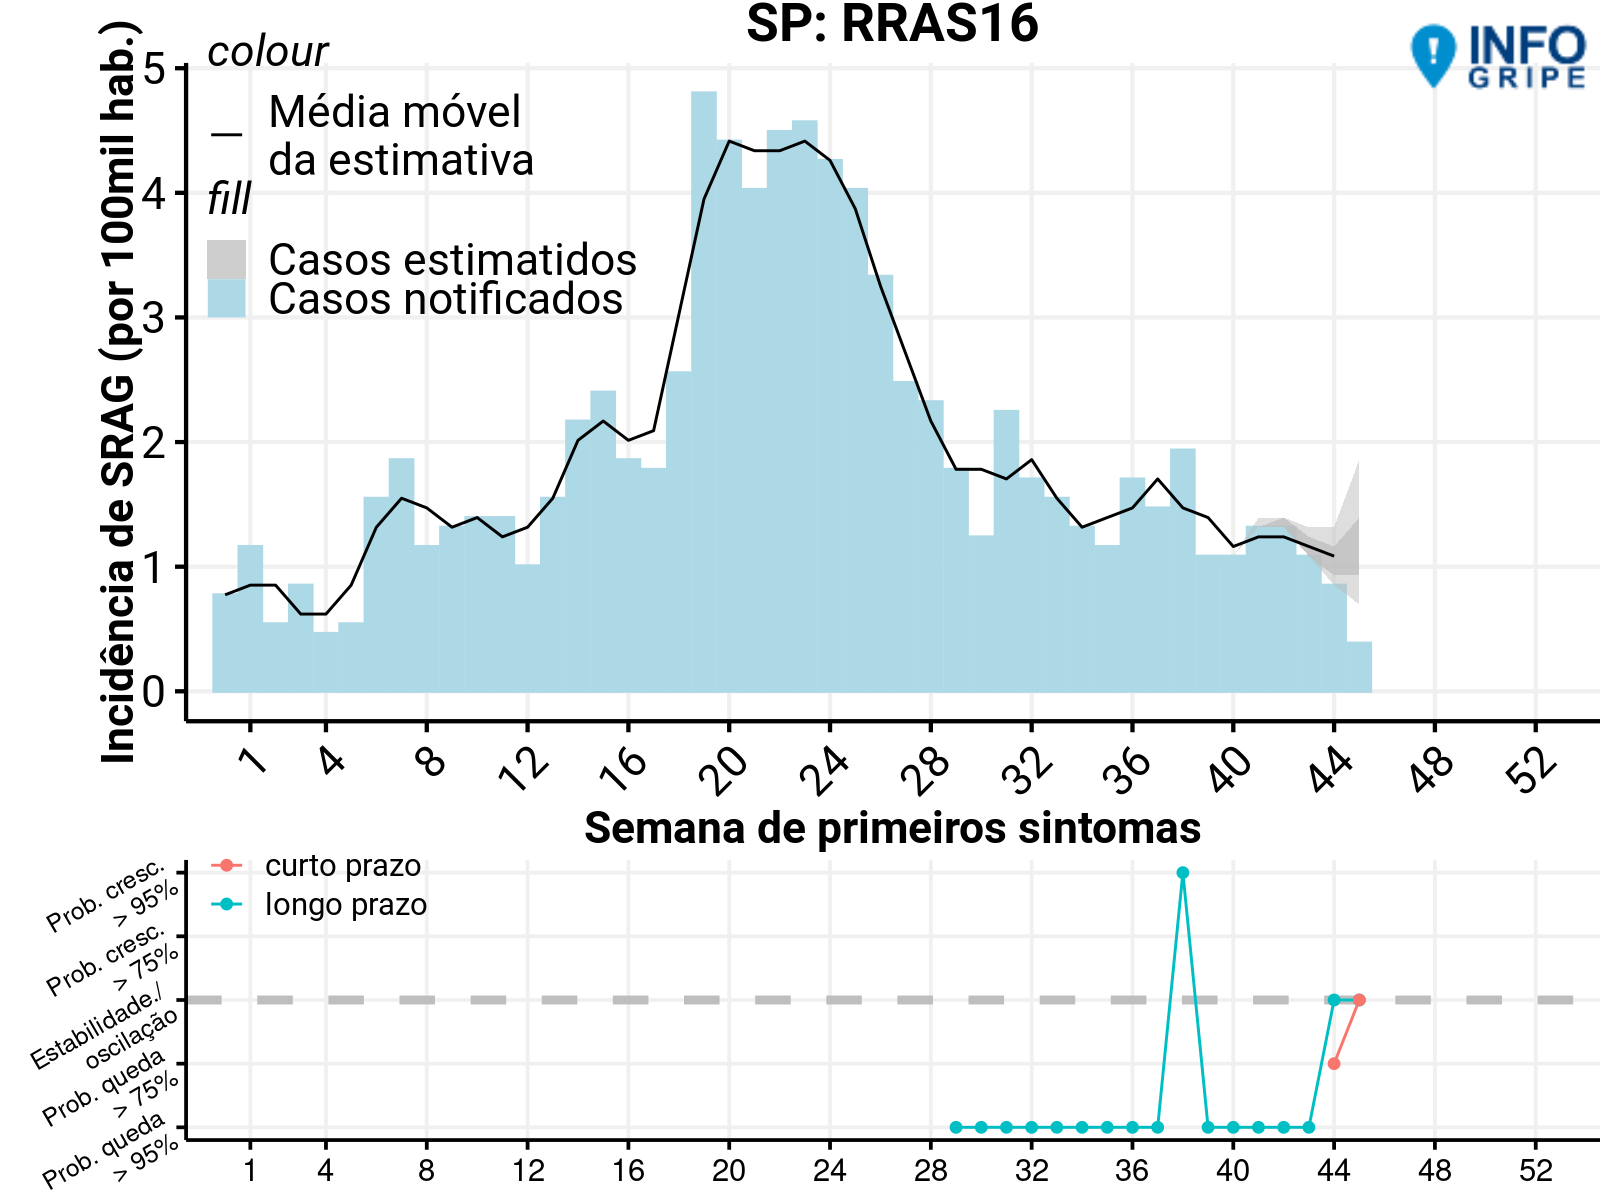 SP: RRAS16
INFO
GRIPE
Incidência de SRAG (por 100mil hab.)
colour
Média móvel
da estimativa
fill
Casos estimatidos
Casos notificados
5
4
3
2
1
0
1 4 8 12 16 20 24 28 32 36 40 44 48 52
Semana de primeiros sintomas
curto prazo
longo prazo
Prob. cresc.
> 95%
Prob. cresc.
> 75%
Estabilidade./
oscilação
Prob. queda
> 75%
Prob. queda
> 95%
1 4 8 12 16 20 24 28 32 36 40 44 48 52